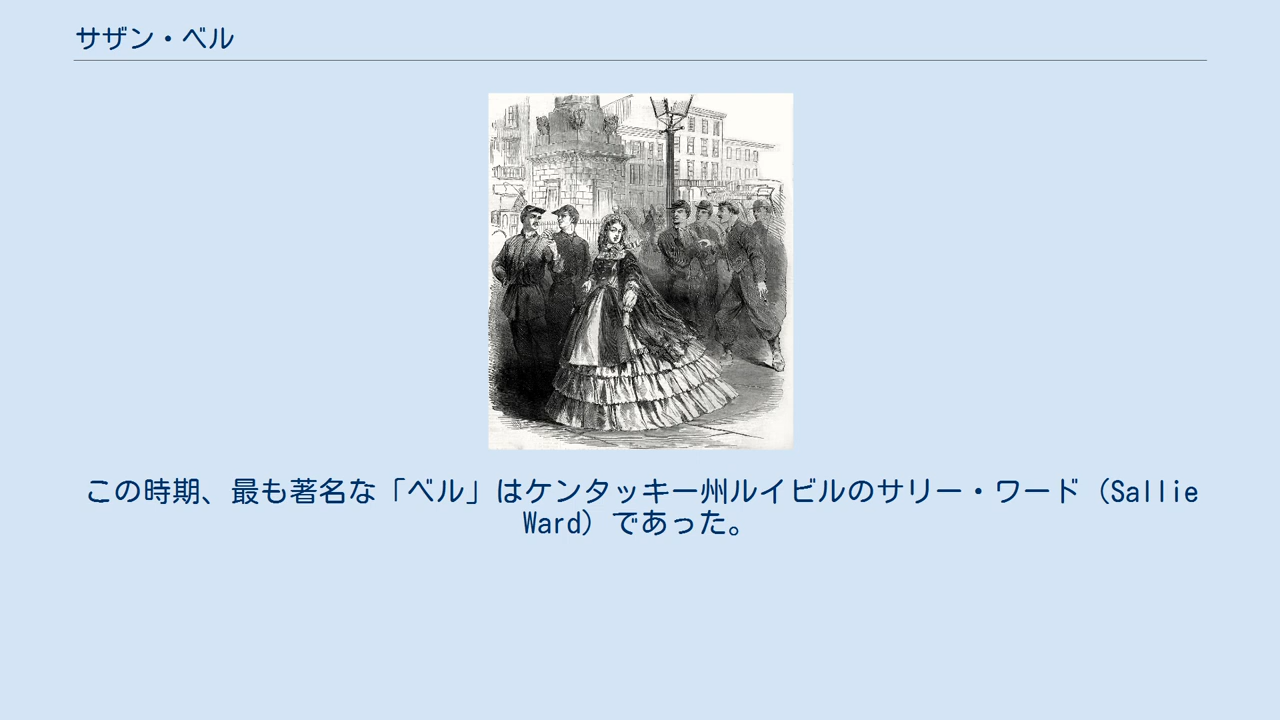 サザン・ベル
この時期、最も著名な「ベル」はケンタッキー州ルイビルのサリー・ワード（Sallie
Ward）であった。